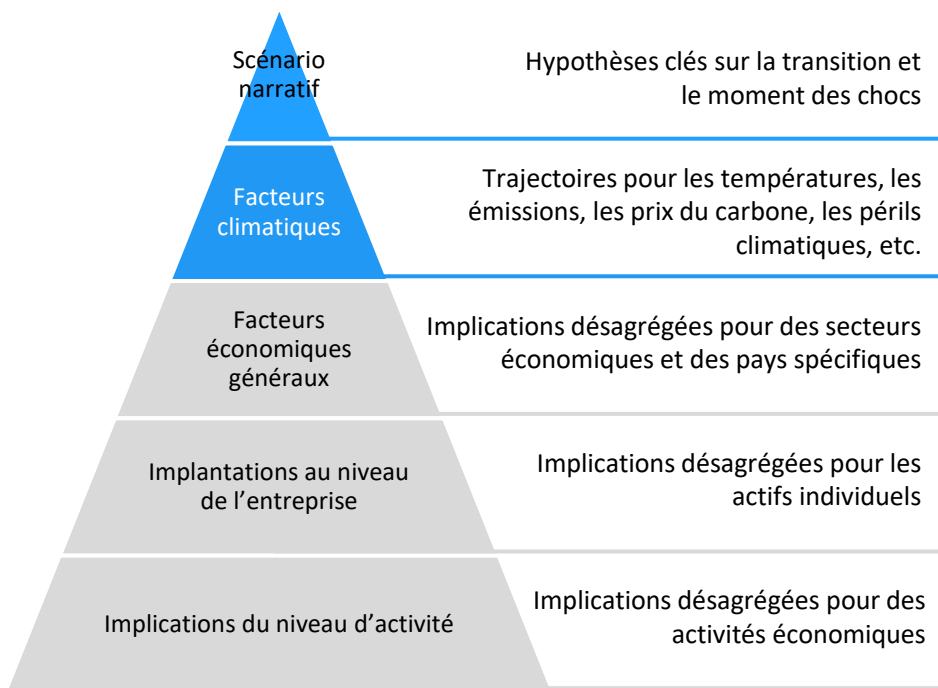 Scénario
narratif
Hypothèses clés sur la transition et
le moment des chocs
Facteurs
climatiques
Trajectoires pour les températures, les
émissions, les prix du carbone, les périls
climatiques, etc.
Facteurs
économiques
généraux
Implications désagrégées pour des secteurs
économiques et des pays spécifiques
Implantations au niveau
de l’entreprise
Implications désagrégées pour les
actifs individuels
Implications du niveau d’activité
Implications désagrégées pour des
activités économiques